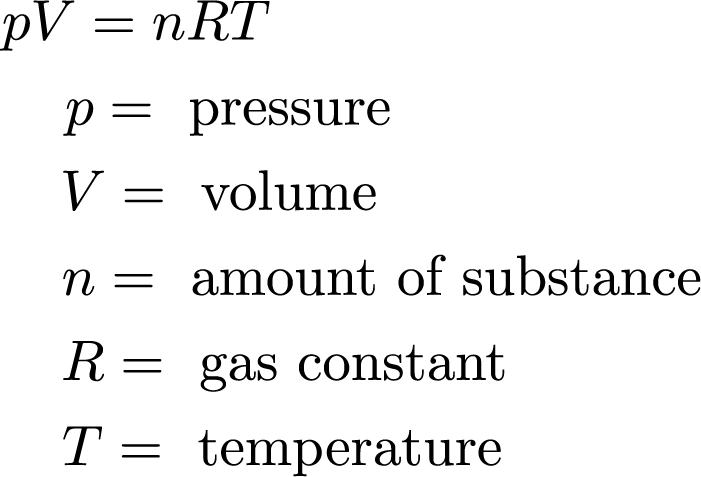 pV = nRT
p = pressure
V = volume
n = amount of substance
R = gas constant
T = temperature